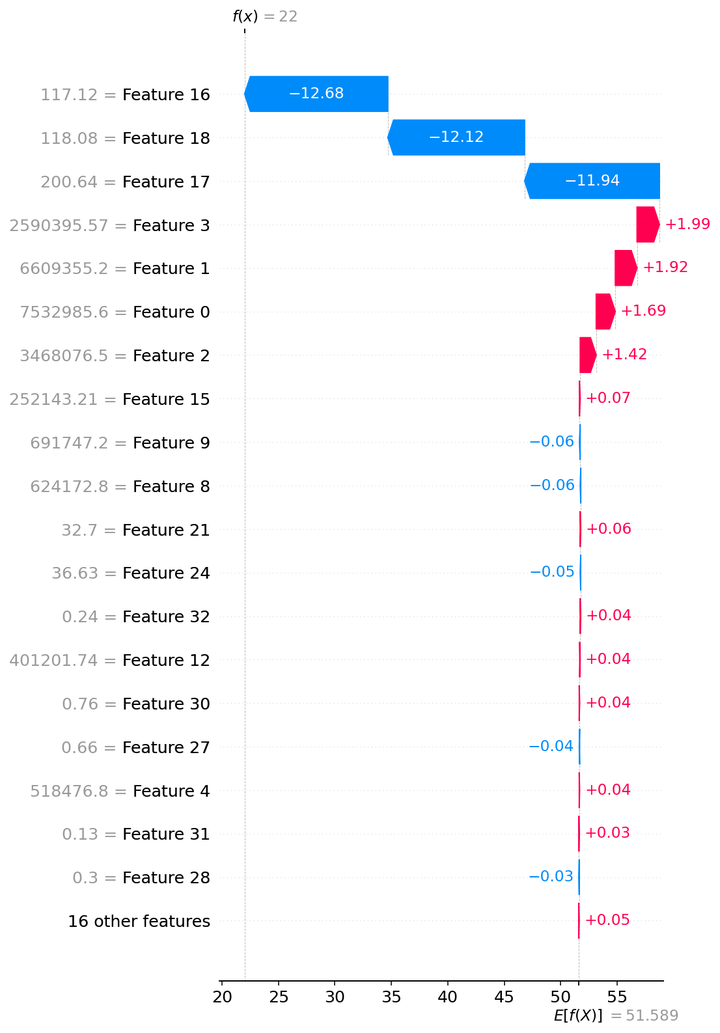 f(x) = 22
117.12 = Feature 16 −12.68
118.08 = Feature 18 −12.12
200.64 = Feature 17 −11.94
2590395.57 = Feature 3 +1.99
6609355.2 = Feature 1 +1.92
7532985.6 = Feature 0 +1.69
3468076.5 = Feature 2 +1.42
252143.21 = Feature 15 +0.07
691747.2 = Feature 9 −0.06
624172.8 = Feature 8 −0.06
32.7 = Feature 21 +0.06
36.63 = Feature 24 −0.05
0.24 = Feature 32 +0.04
401201.74 = Feature 12 +0.04
0.76 = Feature 30 +0.04
0.66 = Feature 27 −0.04
518476.8 = Feature 4 +0.04
0.13 = Feature 31 +0.03
0.3 = Feature 28 −0.03
16 other features +0.05
20 25 30 35 40 45 50 55
E[f(X)] = 51.589